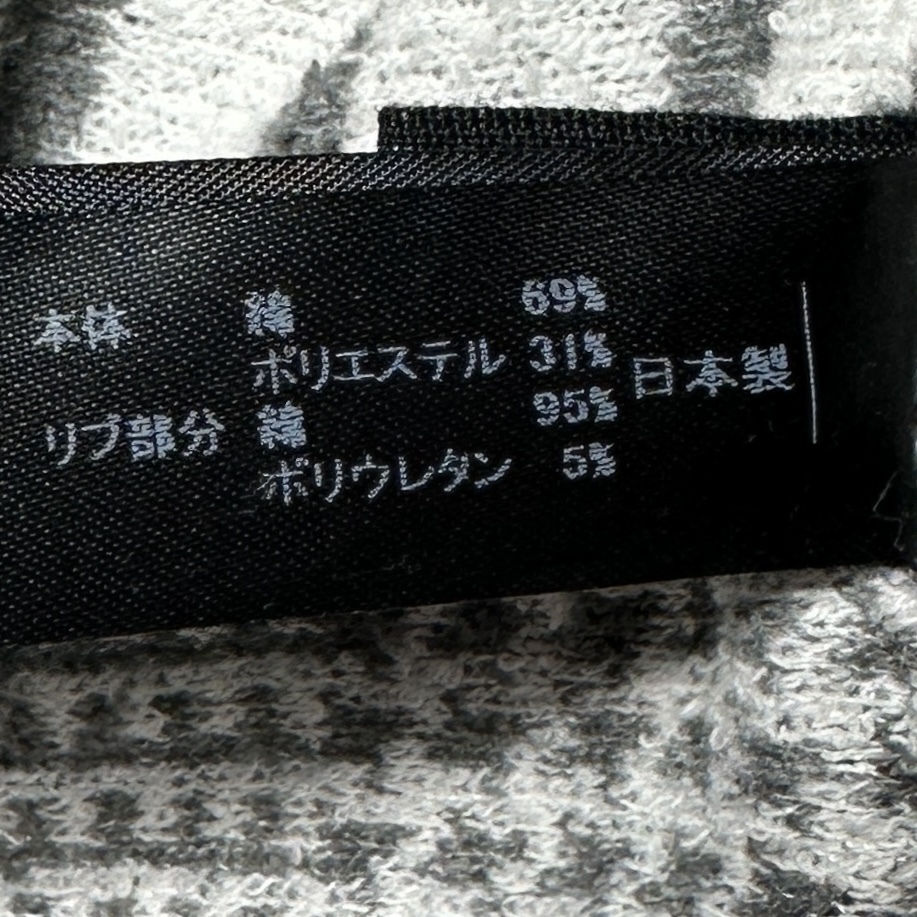 本体 綿 69%
ポリエステル 31%
リブ部分 綿 95%
ポリウレタン 5%
日本製